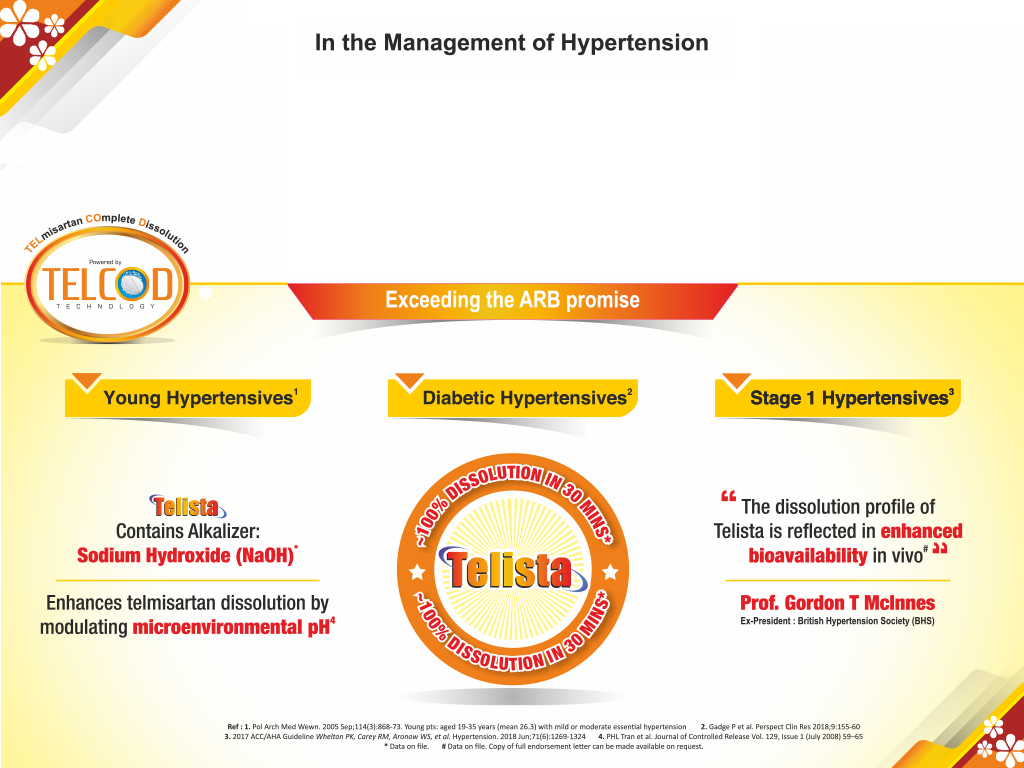 In the Management of Hypertension
TELmisartan COmplete Dissolution
Powered by
TELCOD
TECHNOLOGY
Exceeding the ARB promise
Young Hypertensives1
Diabetic Hypertensives2
Stage 1 Hypertensives3
Telista
Contains Alkalizer:
Sodium Hydroxide (NaOH)*
Enhances telmisartan dissolution by
modulating microenvironmental pH4
~100% DISSOLUTION IN 30 MINS*
Telista
~100% DISSOLUTION IN 30 MINS*
“ The dissolution profile of
Telista is reflected in enhanced
bioavailability in vivo# ”
Prof. Gordon T McInnes
Ex-President : British Hypertension Society (BHS)
Ref : 1. Pol Arch Med Wewn. 2005 Sep;114(3):868-73. Young pts: aged 19-35 years (mean 26.3) with mild or moderate essential hypertension 2. Gadge P et al. Perspect Clin Res 2018;9:155-60
3. 2017 ACC/AHA Guideline Whelton PK, Carey RM, Aronow WS, et al. Hypertension. 2018 Jun;71(6):1269-1324 4. PHL Tran et al. Journal of Controlled Release Vol. 129, Issue 1 (July 2008) 59–65
* Data on file. # Data on file. Copy of full endorsement letter can be made available on request.